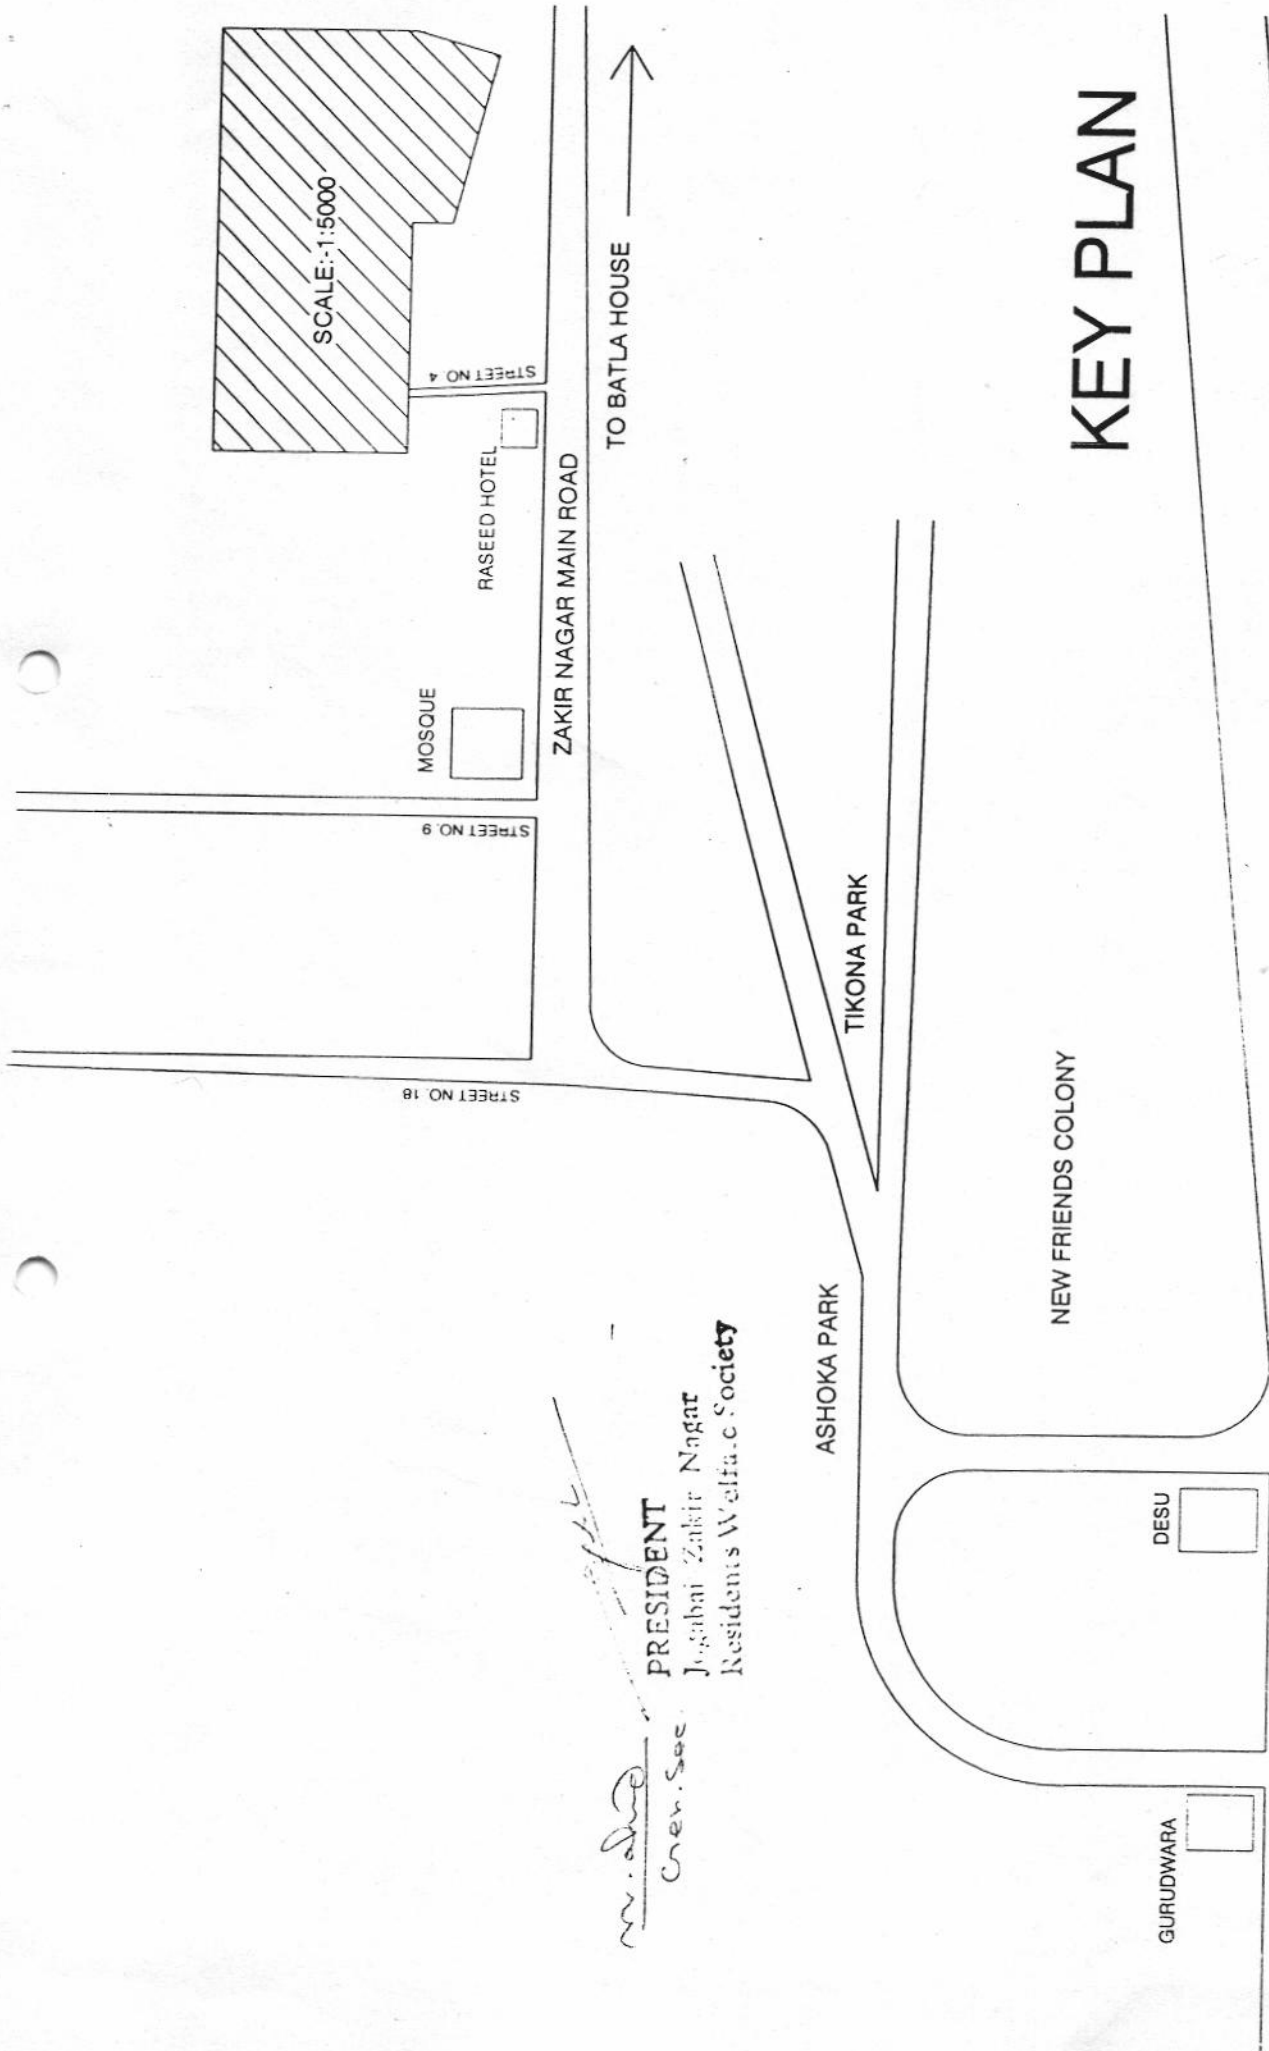 SCALE:-1:5000
STREET NO. 4
RASEED HOTEL
TO BATLA HOUSE
ZAKIR NAGAR MAIN ROAD
MOSQUE
STREET NO. 9
STREET NO. 18
TIKONA PARK
KEY PLAN
NEW FRIENDS COLONY
ASHOKA PARK
DESU
GURUDWARA
Gen. Sec.
PRESIDENT
Jogabai Zakir Nagar
Residents Welfare Society